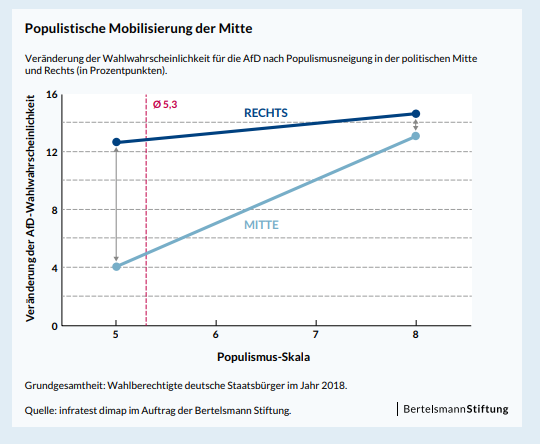 Populistische Mobilisierung der Mitte
Veränderung der Wahlwahrscheinlichkeit für die AfD nach Populismusneigung in der politischen Mitte
und Rechts (in Prozentpunkten).
Veränderung der AfD-Wahlwahrscheinlichkeit
16
12
8
4
0
Ø 5,3
RECHTS
MITTE
5
6
7
8
Populismus-Skala
Grundgesamtheit: Wahlberechtigte deutsche Staatsbürger im Jahr 2018.
Quelle: infratest dimap im Auftrag der Bertelsmann Stiftung.
BertelsmannStiftung